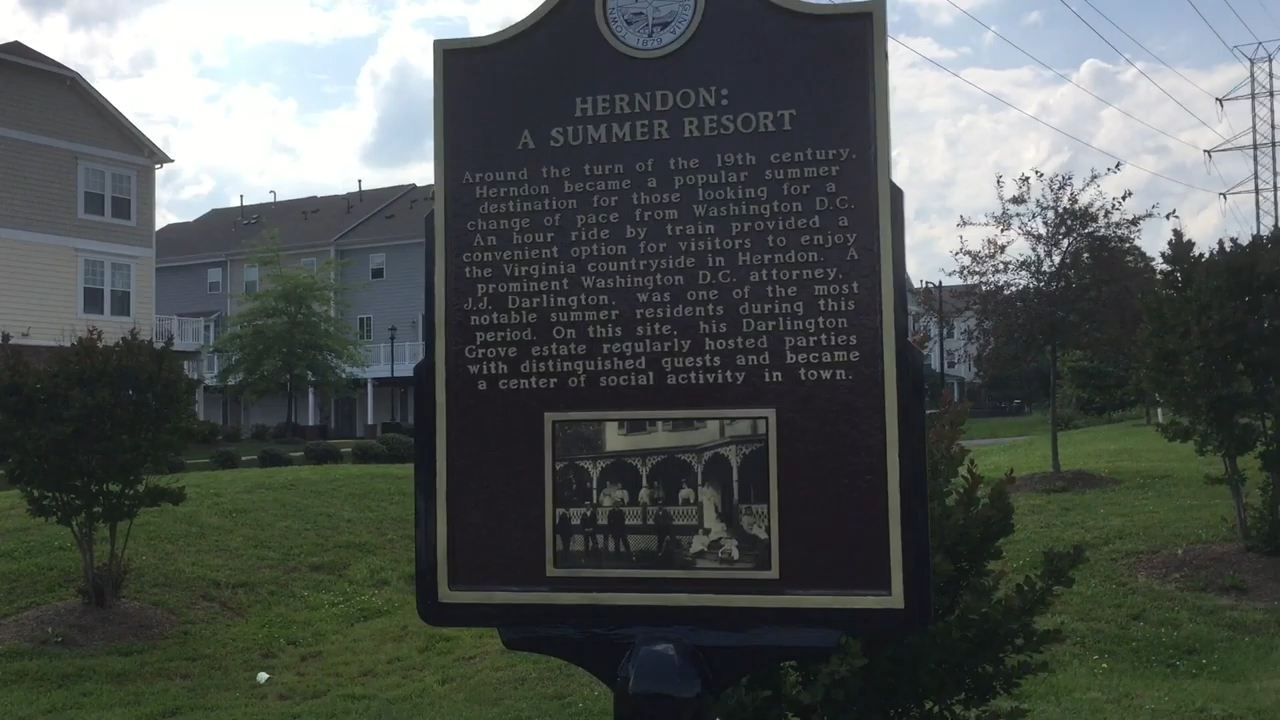 TOWN
GINIA
1879
HERNDON:
A SUMMER RESORT
Around the turn of the 19th century,
Herndon became a popular summer
destination for those looking for a
change of pace from Washington D.C.
An hour ride by train provided a
convenient option for visitors to enjoy
the Virginia countryside in Herndon. A
prominent Washington D.C. attorney,
J.J. Darlington, was one of the most
notable summer residents during this
period. On this site, his Darlington
Grove estate regularly hosted parties
with distinguished guests and became
a center of social activity in town.